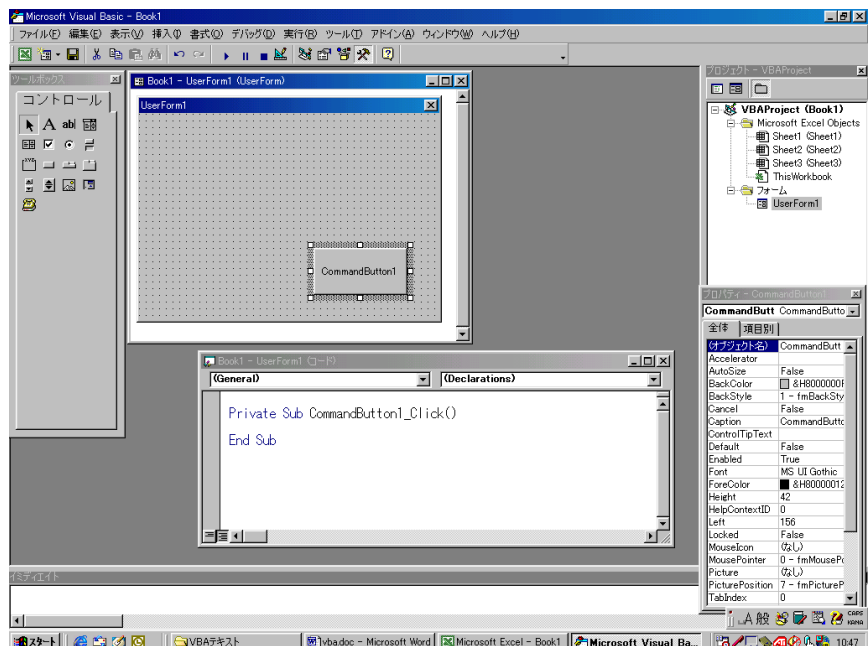 Microsoft Visual Basic - Book1
ファイル(F) 編集(E) 表示(V) 挿入(I) 書式(O) デバッグ(D) 実行(R) ツール(T) アドイン(A) ウィンドウ(W) ヘルプ(H)
ツールボックス
コントロール
A abl
Book1 - UserForm1 (UserForm)
UserForm1
CommandButton1
Book1 - UserForm1 (コード)
(General) (Declarations)
Private Sub CommandButton1_Click()
End Sub
プロジェクト - VBAProject
VBAProject (Book1)
Microsoft Excel Objects
Sheet1 (Sheet1)
Sheet2 (Sheet2)
Sheet3 (Sheet3)
ThisWorkbook
フォーム
UserForm1
プロパティ - CommandButton1
CommandButt CommandButto
全体 項目別
(オブジェクト名) CommandButt
Accelerator
AutoSize False
BackColor &H8000000F
BackStyle 1 - fmBackSty
Cancel False
Caption CommandButtc
ControlTipText
Default False
Enabled True
Font MS UI Gothic
ForeColor &H80000012
Height 42
HelpContextID 0
Left 156
Locked False
MouseIcon (なし)
MousePointer 0 - fmMousePc
Picture (なし)
PicturePosition 7 - fmPictureP
TabIndex 0
イミディエイト
A 般 CAPS
KANA
スタート VBAテキスト vba.doc - Microsoft Word Microsoft Excel - Book1 Microsoft Visual Ba... 10:47